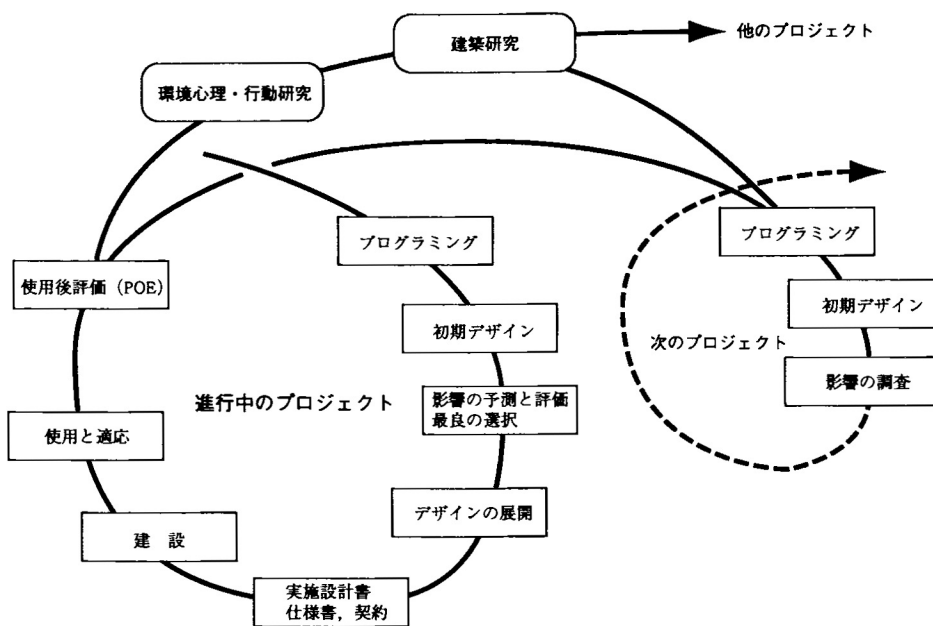 建築研究
他のプロジェクト
環境心理・行動研究
プログラミング
使用後評価（POE）
初期デザイン
進行中のプロジェクト
影響の予測と評価
最良の選択
使用と適応
デザインの展開
建　設
実施設計書
仕様書，契約
プログラミング
初期デザイン
次のプロジェクト
影響の調査